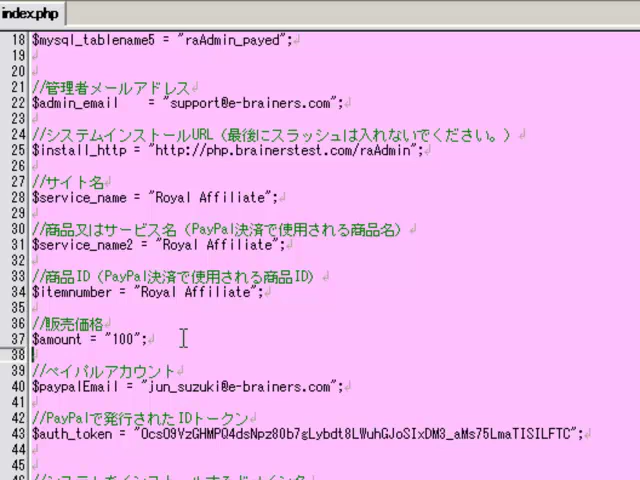 index.php
18 $mysql_tablename5 = "raAdmin_payed";
19
20
21 //管理者メールアドレス
22 $admin_email = "support@e-brainers.com";
23
24 //システムインストールURL（最後にスラッシュは入れないでください。）
25 $install_http = "http://php.brainerstest.com/raAdmin";
26
27 //サイト名
28 $service_name = "Royal Affiliate";
29
30 //商品又はサービス名（PayPal決済で使用される商品名）
31 $service_name2 = "Royal Affiliate";
32
33 //商品ID（PayPal決済で使用される商品ID）
34 $itemnumber = "Royal Affiliate";
35
36 //販売価格
37 $amount = "100";
38
39 //ペイパルアカウント
40 $paypalEmail = "jun_suzuki@e-brainers.com";
41
42 //PayPalで発行されたIDトークン
43 $auth_token = "OcsO9VzGHMPQ4dsNpz80b7gLybdt8LWuhGJoSIxDM3_aMs75LmaTISILFTC";
44
45
46